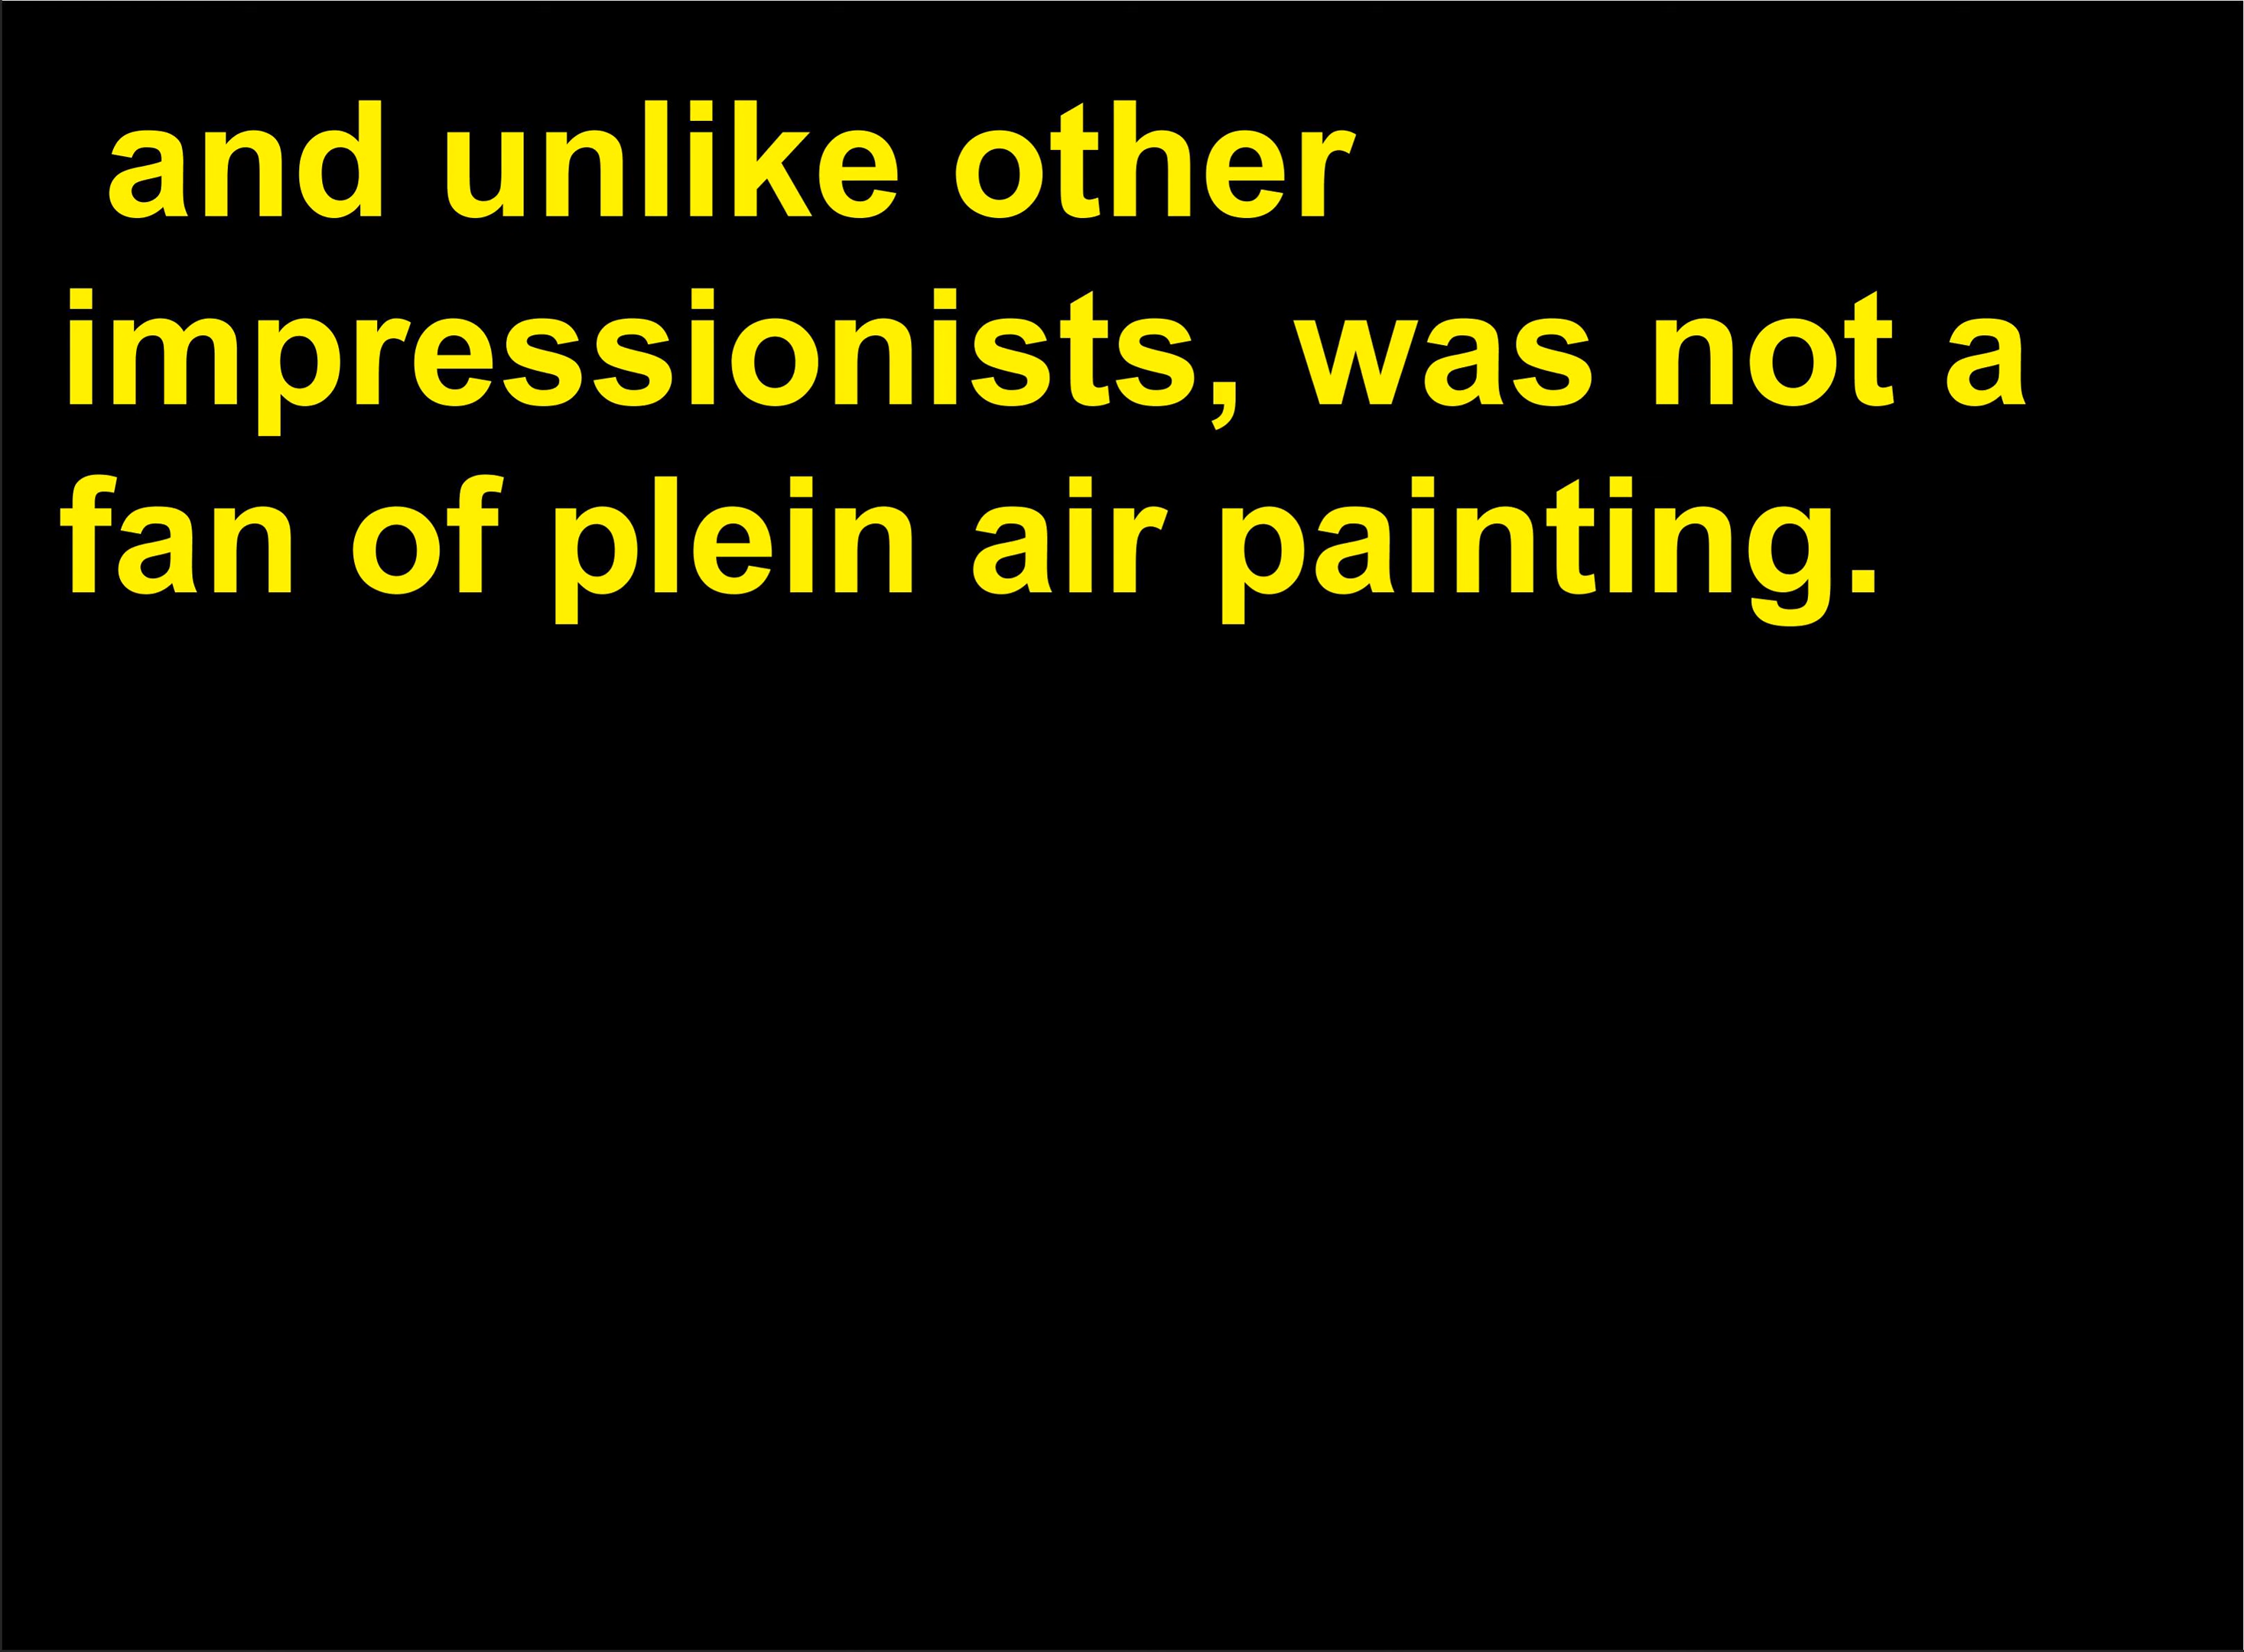 and unlike other
impressionists, was not a
fan of plein air painting.